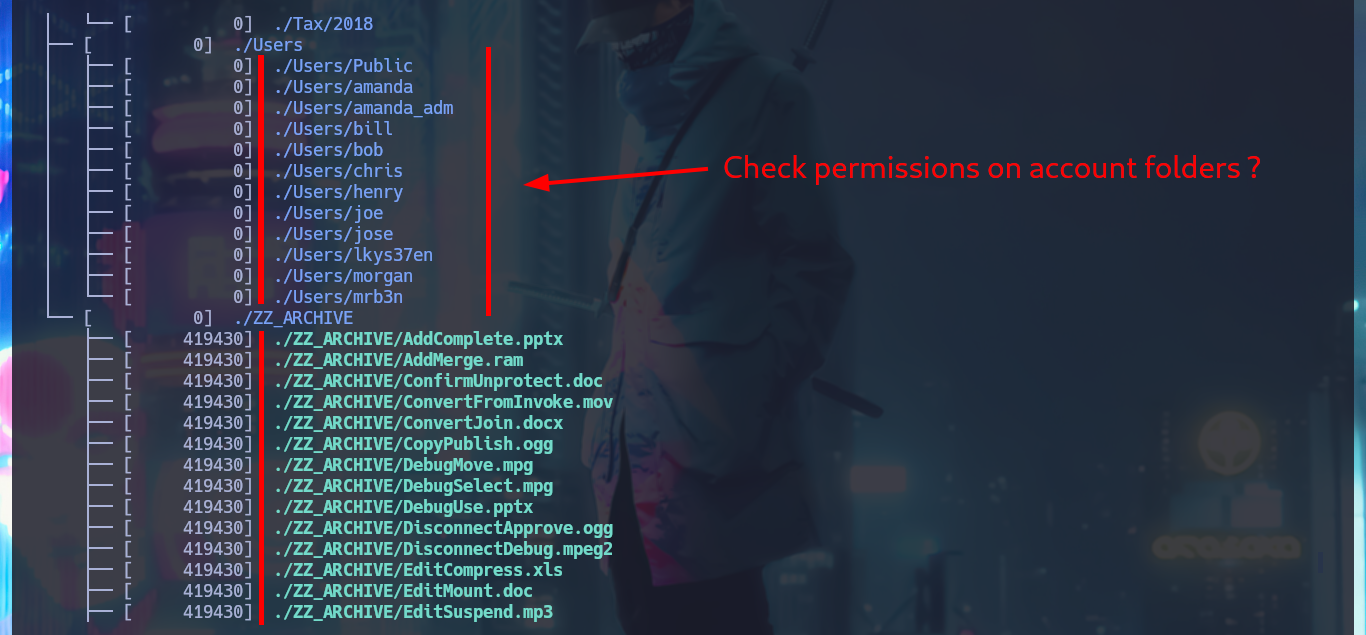 [ 0] ./Tax/2018
[ 0] ./Users
[ 0] ./Users/Public
[ 0] ./Users/amanda
[ 0] ./Users/amanda_adm
[ 0] ./Users/bill
[ 0] ./Users/bob
[ 0] ./Users/chris
[ 0] ./Users/henry
[ 0] ./Users/joe
[ 0] ./Users/jose
[ 0] ./Users/lkys37en
[ 0] ./Users/morgan
[ 0] ./Users/mrb3n
Check permissions on account folders ?
[ 0] ./ZZ_ARCHIVE
[ 419430] ./ZZ_ARCHIVE/AddComplete.pptx
[ 419430] ./ZZ_ARCHIVE/AddMerge.ram
[ 419430] ./ZZ_ARCHIVE/ConfirmUnprotect.doc
[ 419430] ./ZZ_ARCHIVE/ConvertFromInvoke.mov
[ 419430] ./ZZ_ARCHIVE/ConvertJoin.docx
[ 419430] ./ZZ_ARCHIVE/CopyPublish.ogg
[ 419430] ./ZZ_ARCHIVE/DebugMove.mpg
[ 419430] ./ZZ_ARCHIVE/DebugSelect.mpg
[ 419430] ./ZZ_ARCHIVE/DebugUse.pptx
[ 419430] ./ZZ_ARCHIVE/DisconnectApprove.ogg
[ 419430] ./ZZ_ARCHIVE/DisconnectDebug.mpeg2
[ 419430] ./ZZ_ARCHIVE/EditCompress.xls
[ 419430] ./ZZ_ARCHIVE/EditMount.doc
[ 419430] ./ZZ_ARCHIVE/EditSuspend.mp3